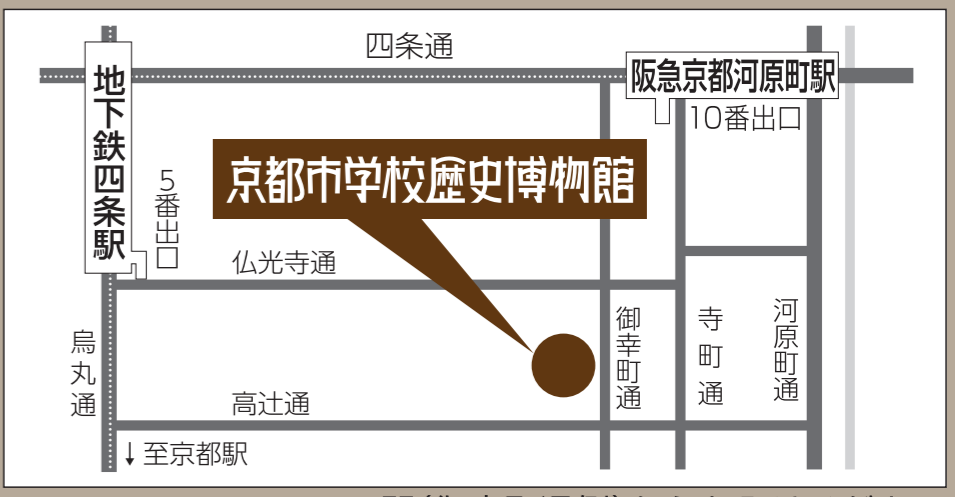 四条通
地下鉄四条駅
阪急京都河原町駅
10番出口
5番出口
京都市学校歴史博物館
仏光寺通
烏丸通
御幸町通
寺町通
河原町通
高辻通
↓至京都駅